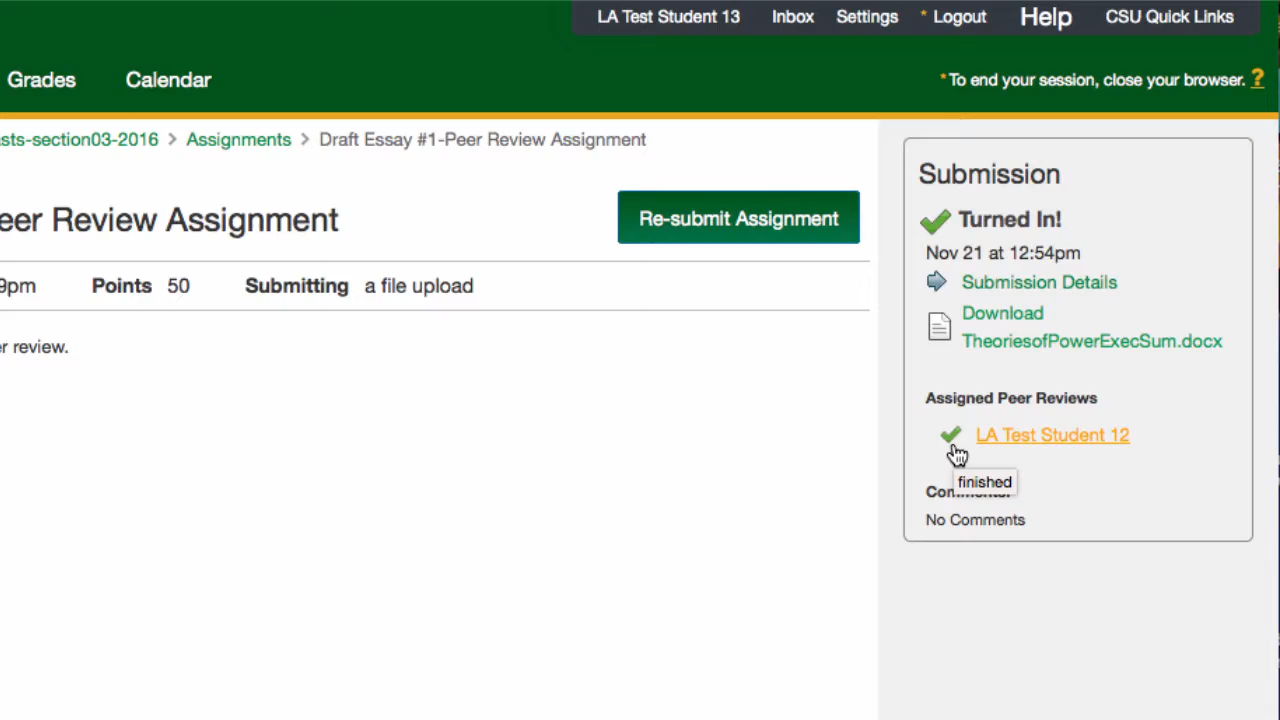 LA Test Student 13 Inbox Settings * Logout Help CSU Quick Links
Grades Calendar
*To end your session, close your browser. ?
sts-section03-2016 > Assignments > Draft Essay #1-Peer Review Assignment
eer Review Assignment
Re-submit Assignment
9pm Points 50 Submitting a file upload
r review.
Submission
Turned In!
Nov 21 at 12:54pm
Submission Details
Download
TheoriesofPowerExecSum.docx
Assigned Peer Reviews
LA Test Student 12
finished
Comments:
No Comments